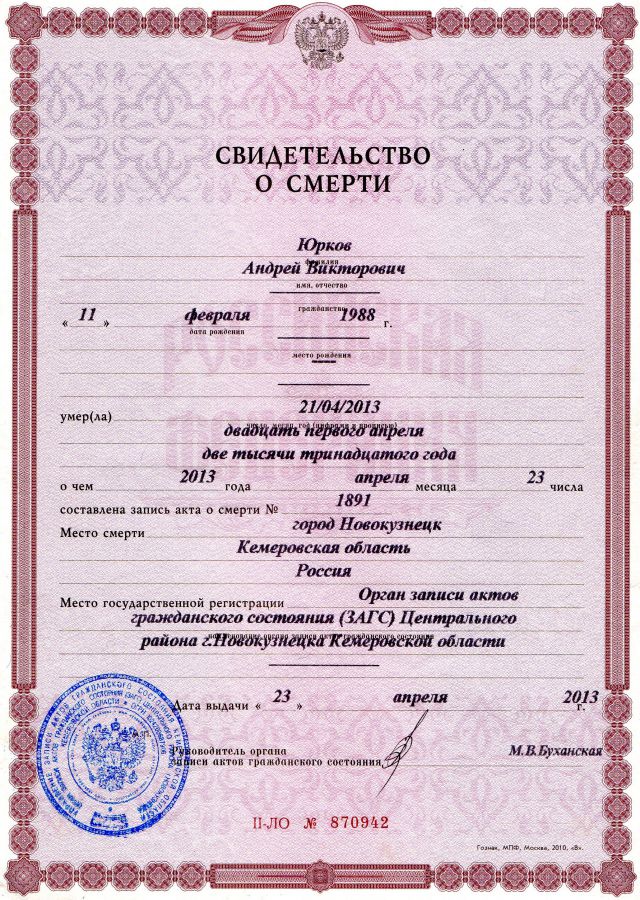 СВИДЕТЕЛЬСТВО
О СМЕРТИ
Юрков
фамилия
Андрей Викторович
имя, отчество
гражданство
« 11 » февраля 1988 г.
дата рождения
место рождения
умер(ла) 21/04/2013
число, месяц, год (цифрами и прописью)
двадцать первого апреля
две тысячи тринадцатого года
о чем 2013 года апреля месяца 23 числа
составлена запись акта о смерти № 1891
Место смерти город Новокузнецк
Кемеровская область
Россия
Место государственной регистрации Орган записи актов
гражданского состояния (ЗАГС) Центрального
района г.Новокузнецка Кемеровской области
наименование органа записи актов гражданского состояния
Дата выдачи « 23 » апреля 2013 г.
М.П.
Руководитель органа
записи актов гражданского состояния М.В.Буханская
II-ЛО № 870942
Гознак, МПФ, Москва, 2010, «В».